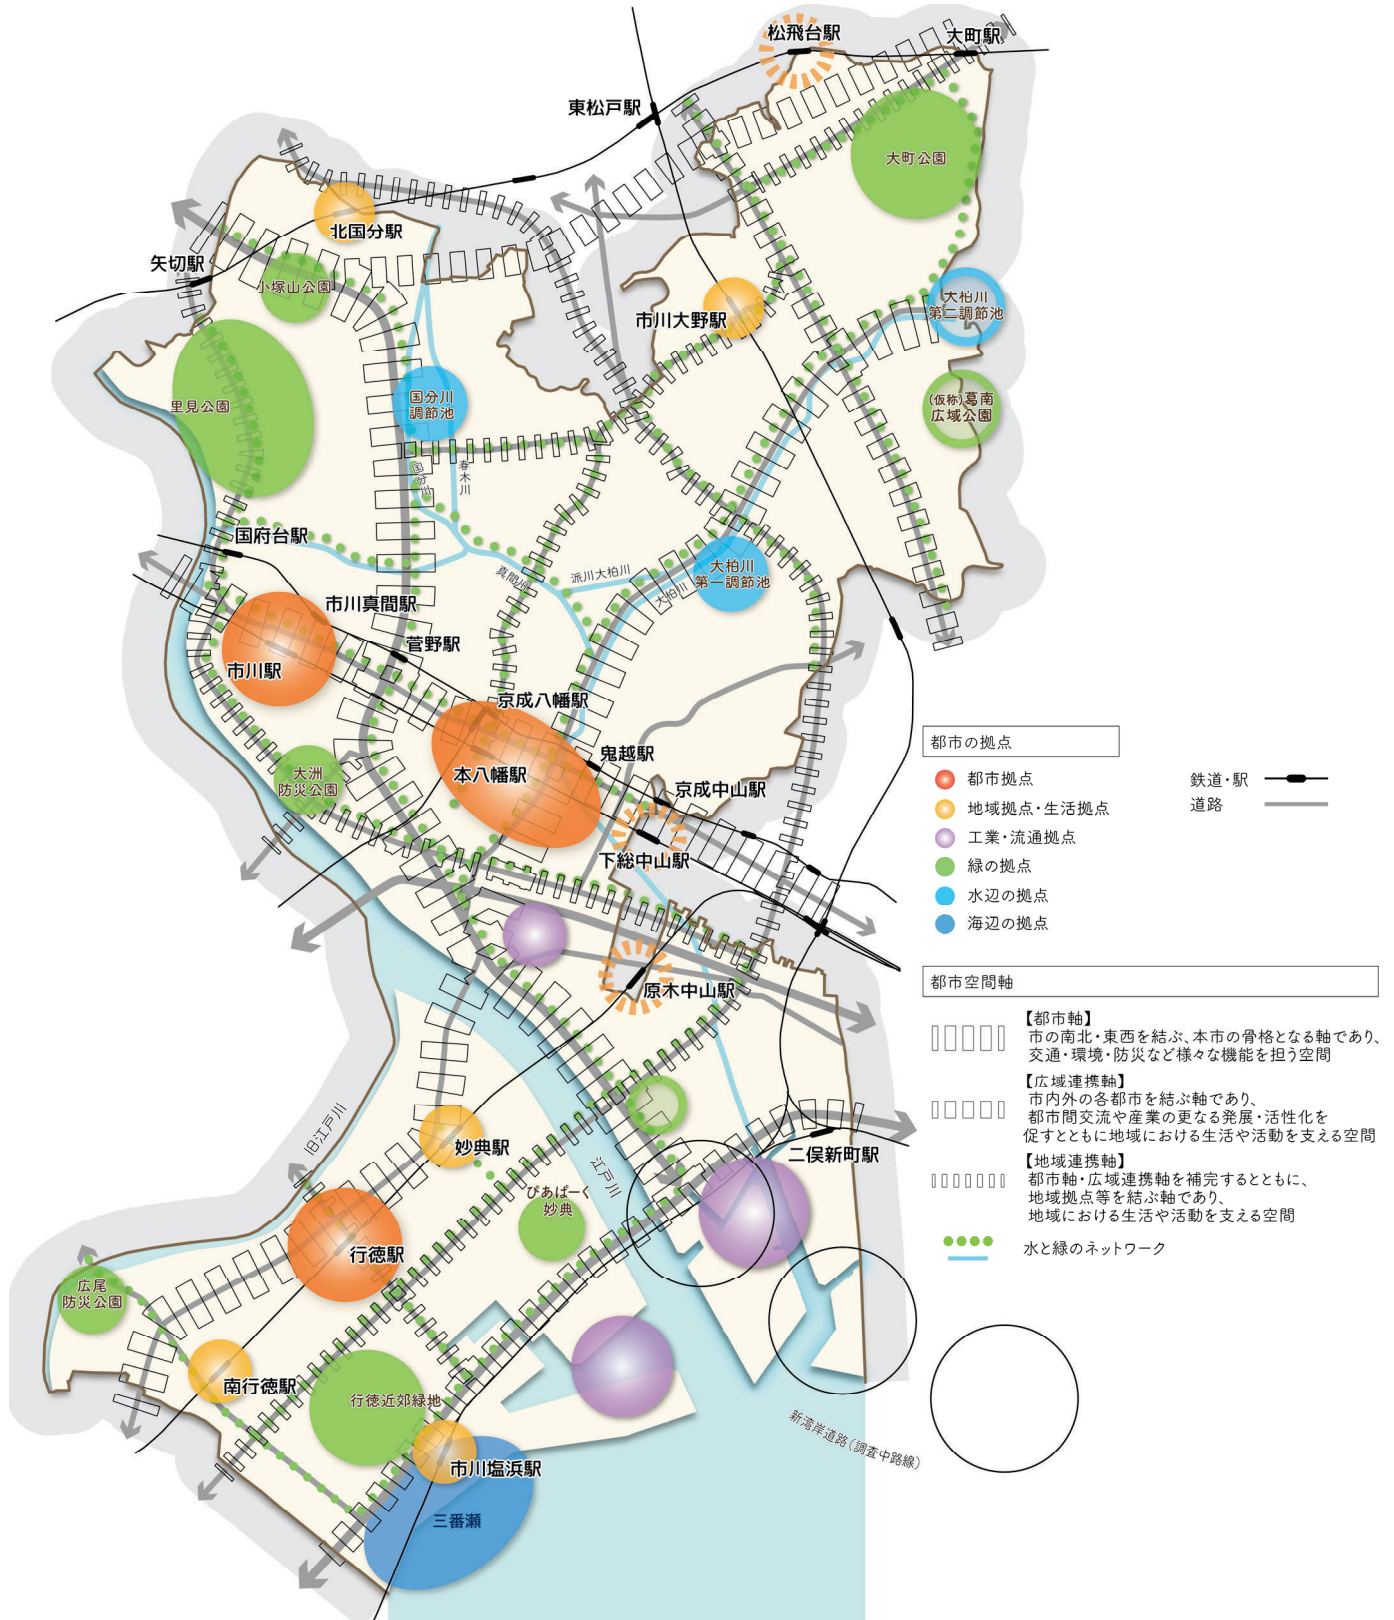 松飛台駅
大町駅
東松戸駅
大町公園
北国分駅
矢切駅
小塚山公園
市川大野駅
大柏川
第二調節池
里見公園
国分川
調節池
(仮称)葛南
広域公園
国分川
春木川
国府台駅
真間川
派川大柏川
大柏川
大柏川
第一調節池
市川真間駅
菅野駅
市川駅
京成八幡駅
本八幡駅
鬼越駅
京成中山駅
大洲
防災公園
下総中山駅
原木中山駅
旧江戸川
妙典駅
江戸川
二俣新町駅
ぴあぱーく
妙典
行徳駅
広尾
防災公園
南行徳駅
行徳近郊緑地
市川塩浜駅
三番瀬
新湾岸道路(調査中路線)
都市の拠点
都市拠点
地域拠点・生活拠点
工業・流通拠点
緑の拠点
水辺の拠点
海辺の拠点
鉄道・駅
道路
都市空間軸
【都市軸】
市の南北・東西を結ぶ、本市の骨格となる軸であり、
交通・環境・防災など様々な機能を担う空間
【広域連携軸】
市内外の各都市を結ぶ軸であり、
都市間交流や産業の更なる発展・活性化を
促すとともに地域における生活や活動を支える空間
【地域連携軸】
都市軸・広域連携軸を補完するとともに、
地域拠点等を結ぶ軸であり、
地域における生活や活動を支える空間
水と緑のネットワーク